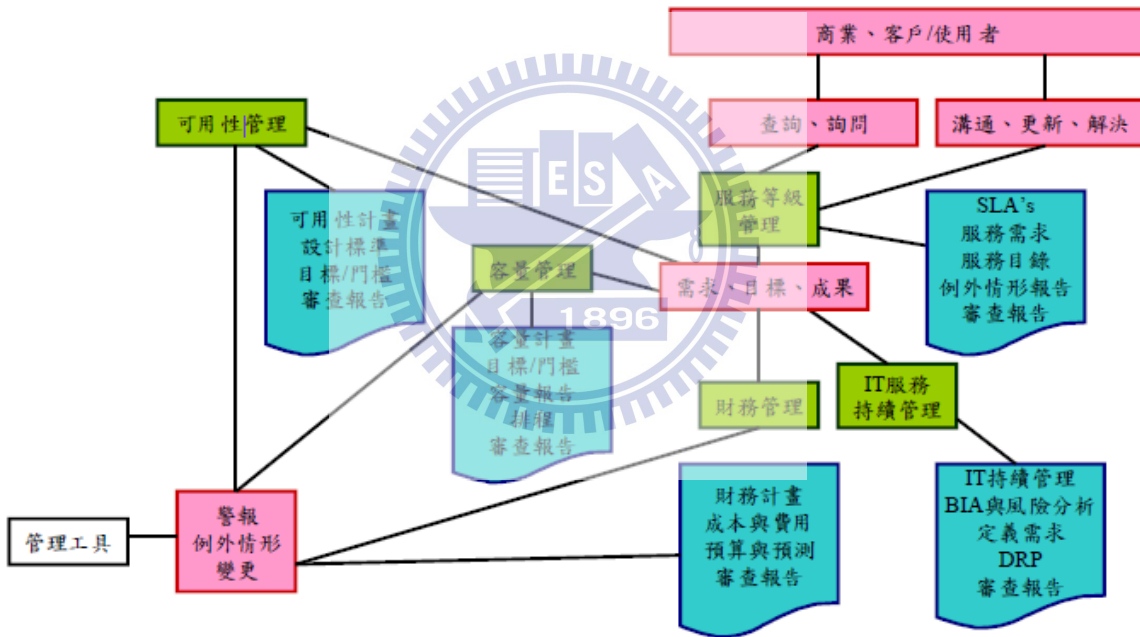 商業、客戶/使用者
可用性管理
查詢、詢問
溝通、更新、解決
ES
A
服務等級
管理
可用性計畫
設計標準
目標/門檻
審查報告
SLA's
服務需求
服務目錄
例外情形報告
審查報告
容量管理
需求、目標、成果
1896
容量計畫
目標/門檻
容量報告
排程
審查報告
財務管理
IT服務
持續管理
管理工具
警報
例外情形
變更
財務計畫
成本與費用
預算與預測
審查報告
IT持續管理
BIA與風險分析
定義需求
DRP
審查報告